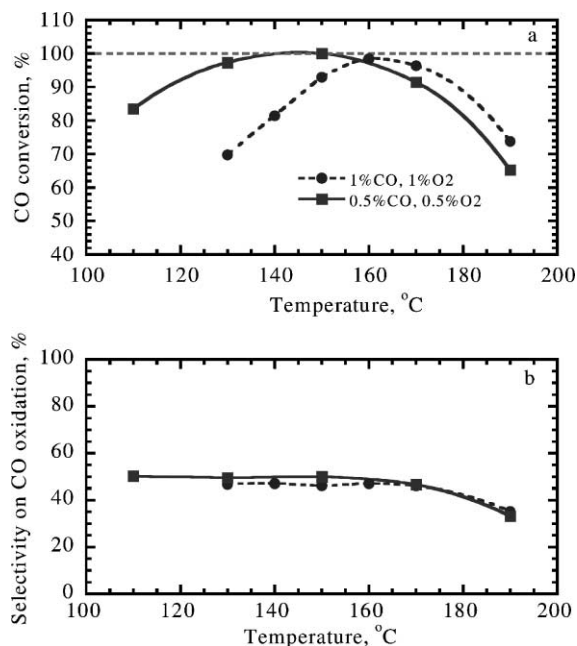 a
CO conversion, %
110
100
90
80
70
60
50
40
1%CO, 1%O2
0.5%CO, 0.5%O2
100 120 140 160 180 200
Temperature, °C
b
Selectivity on CO oxidation, %
100
80
60
40
20
0
100 120 140 160 180 200
Temperature, °C